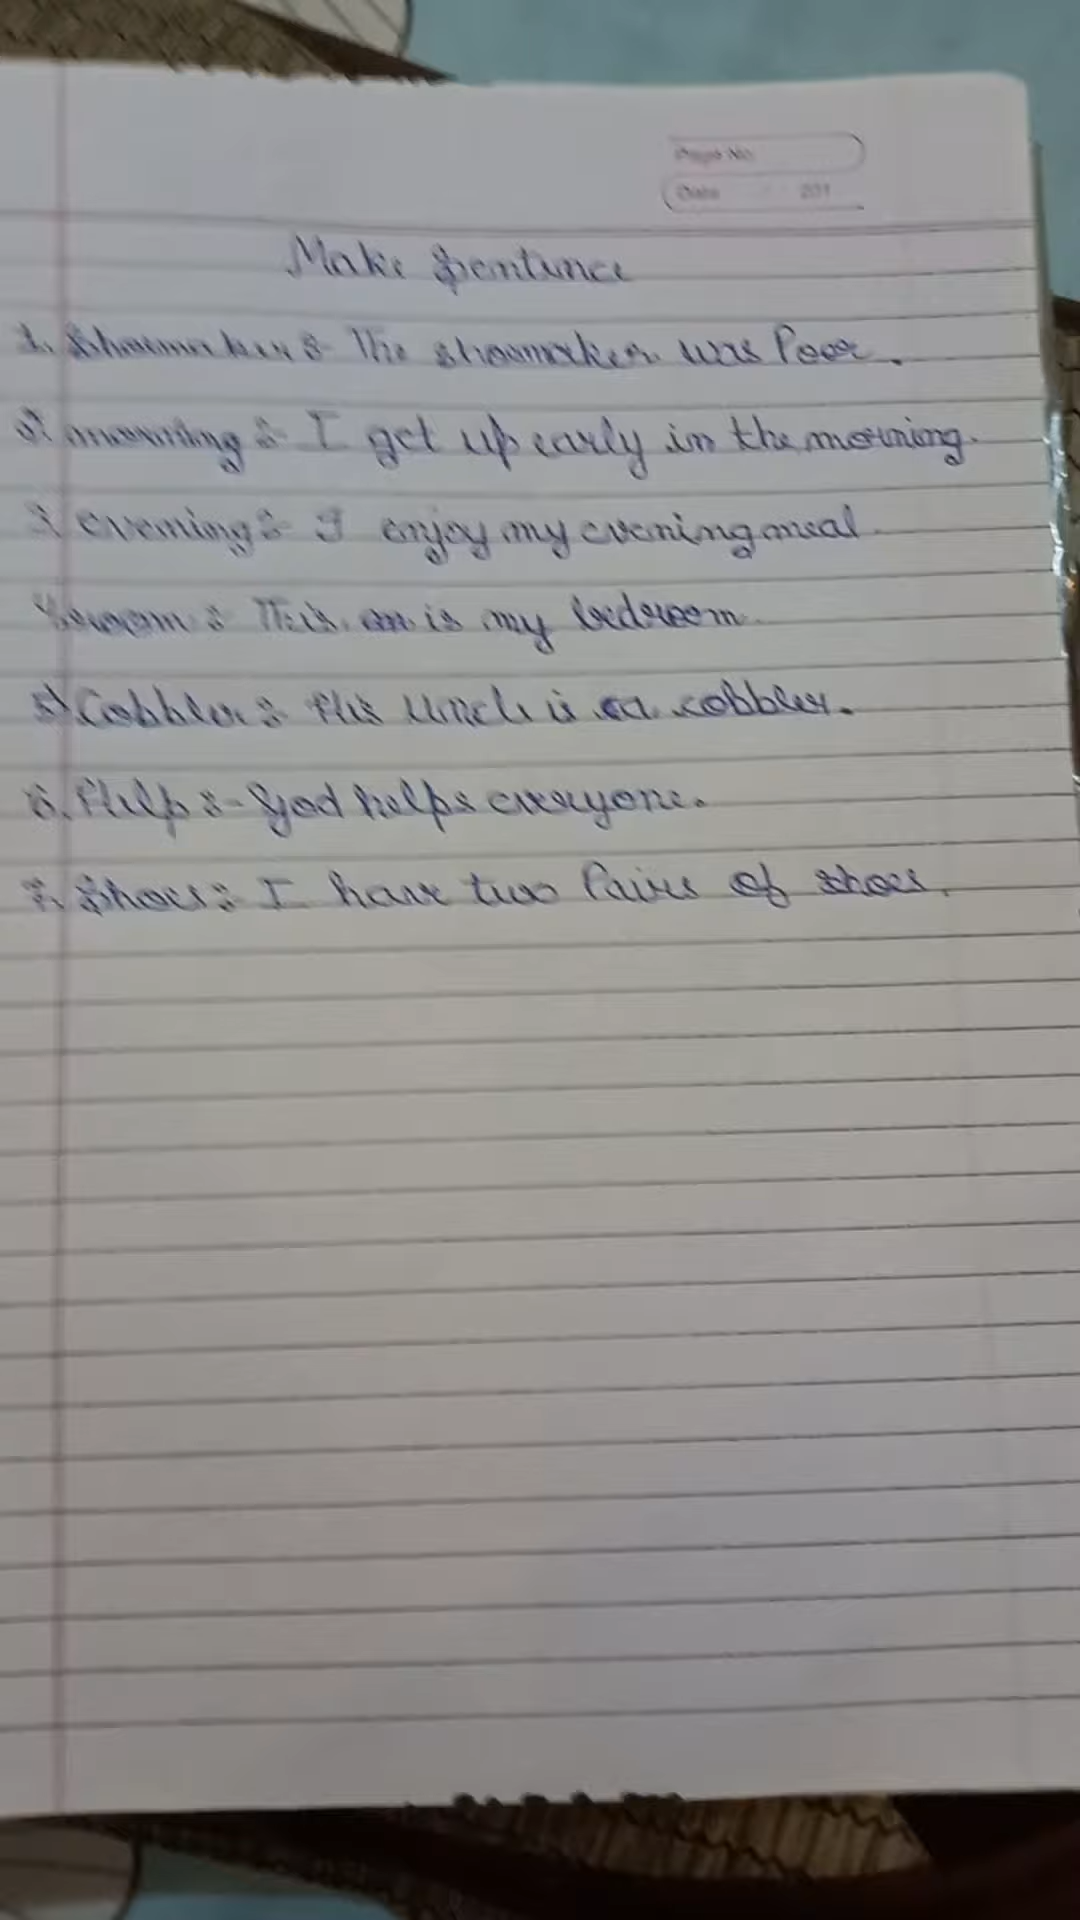 Page No.
Date 201
Make Sentence
1. Shoemaker :- The shoemaker was Poor.
2) morning :- I get up early in the morning.
3) evening :- I enjoy my evening meal.
4) room :- This is my bedroom.
5) Cobbler :- His Uncle is a cobbler.
6. Help :- God helps everyone.
7. Shoes :- I have two Pairs of shoes.